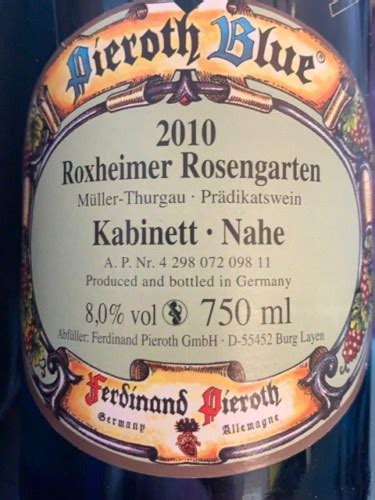 Pieroth Blue®
2010
Roxheimer Rosengarten
Müller-Thurgau · Prädikatswein
Kabinett · Nahe
A. P. Nr. 4 298 072 098 11
Produced and bottled in Germany
8,0% vol 750 ml
Abfüller: Ferdinand Pieroth GmbH · D-55452 Burg Layen
Ferdinand Pieroth
Germany Allemagne